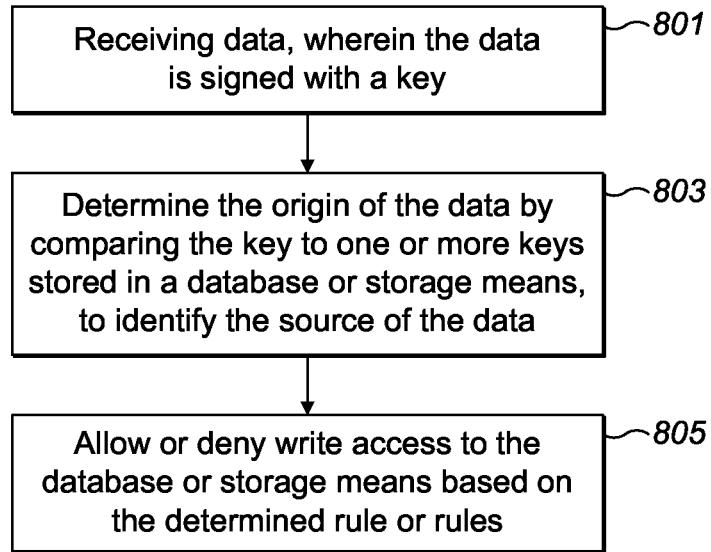 Receiving data, wherein the data
is signed with a key
801
Determine the origin of the data by
comparing the key to one or more keys
stored in a database or storage means,
to identify the source of the data
803
Allow or deny write access to the
database or storage means based on
the determined rule or rules
805